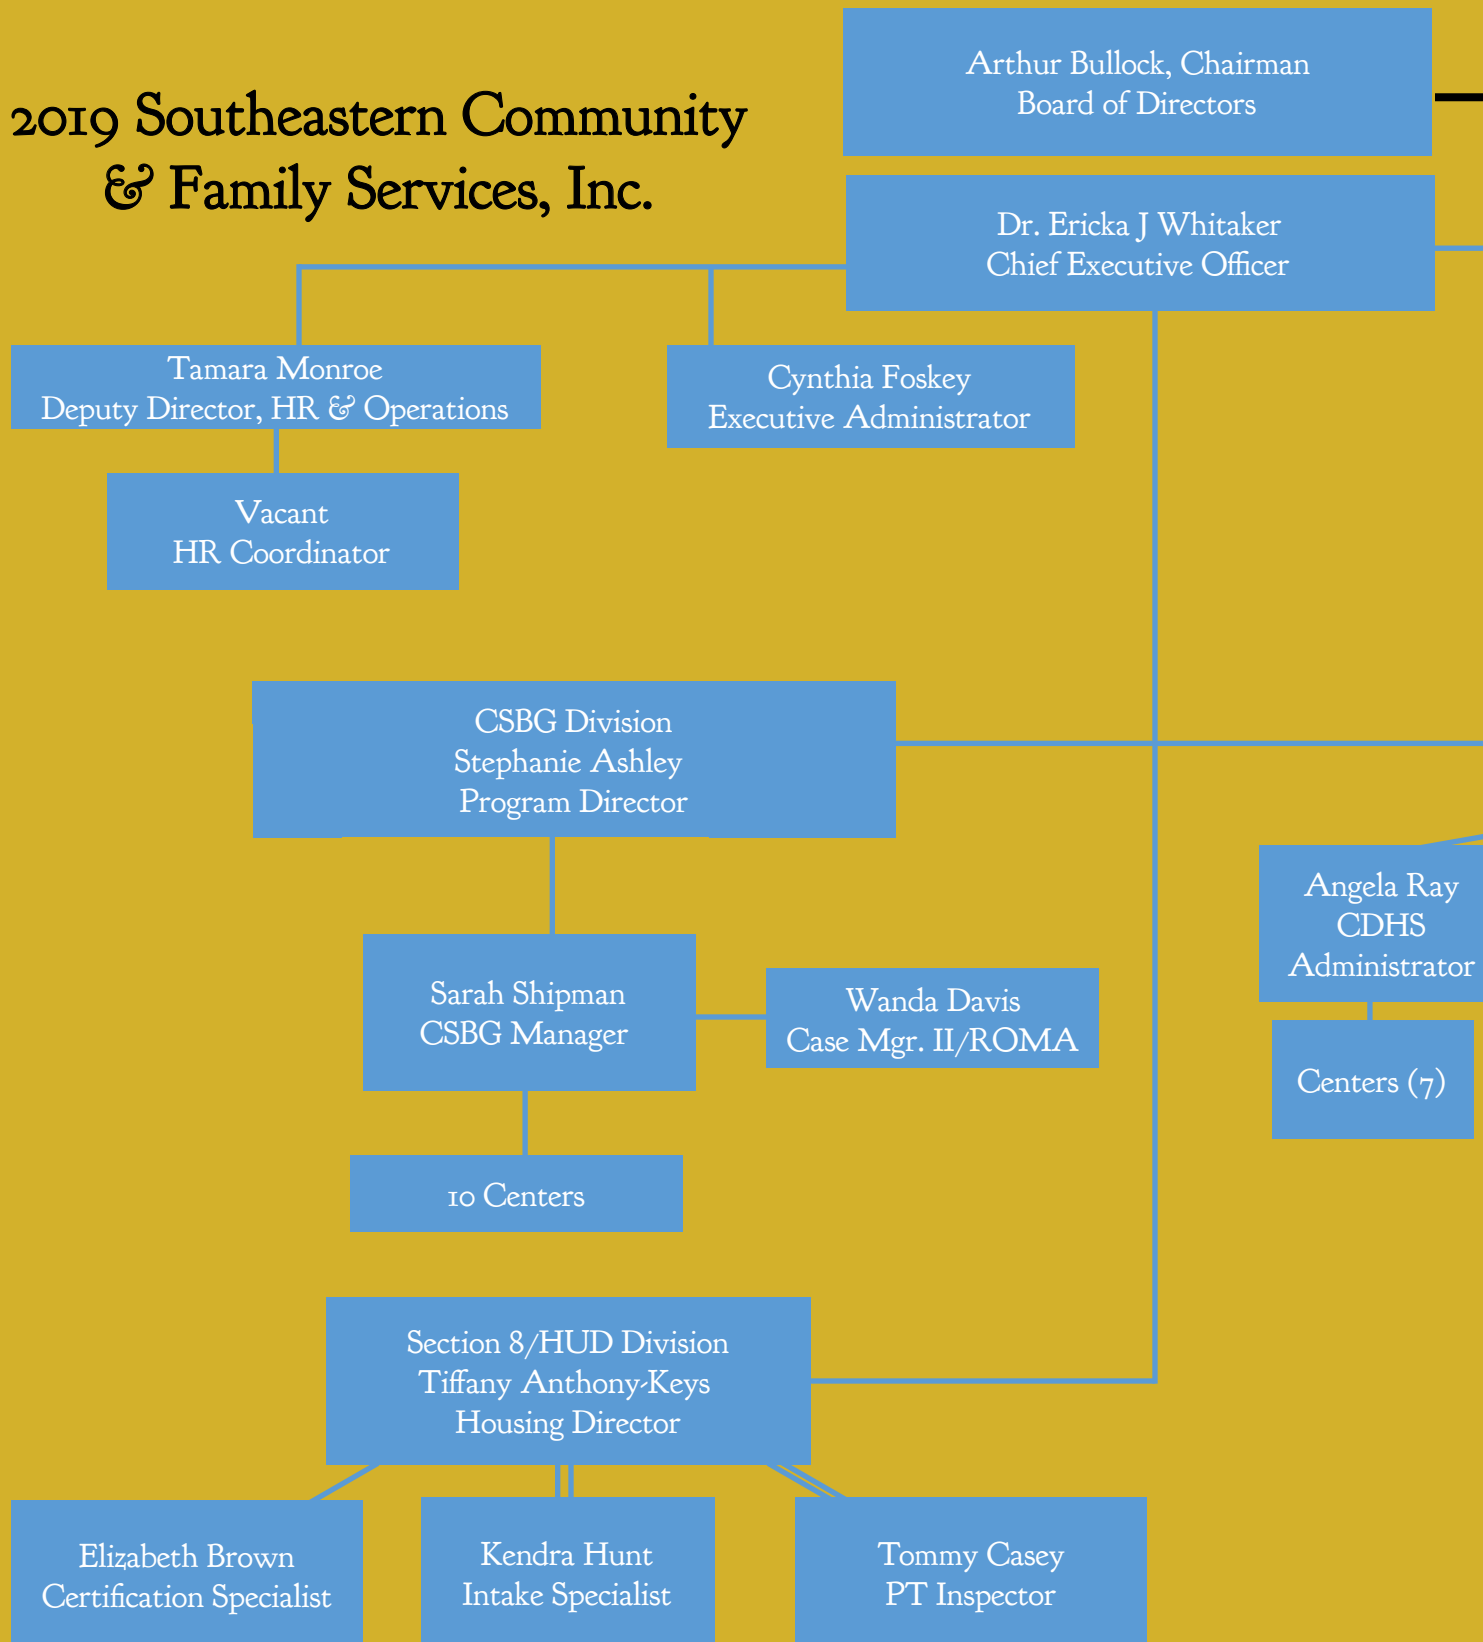 2019 Southeastern Community
& Family Services, Inc.
Arthur Bullock, Chairman
Board of Directors
Dr. Ericka J Whitaker
Chief Executive Officer
Tamara Monroe
Deputy Director, HR & Operations
Cynthia Foskey
Executive Administrator
Vacant
HR Coordinator
CSBG Division
Stephanie Ashley
Program Director
Angela Ray
CDHS
Administrator
Sarah Shipman
CSBG Manager
Wanda Davis
Case Mgr. II/ROMA
Centers (7)
10 Centers
Section 8/HUD Division
Tiffany Anthony-Keys
Housing Director
Elizabeth Brown
Certification Specialist
Kendra Hunt
Intake Specialist
Tommy Casey
PT Inspector